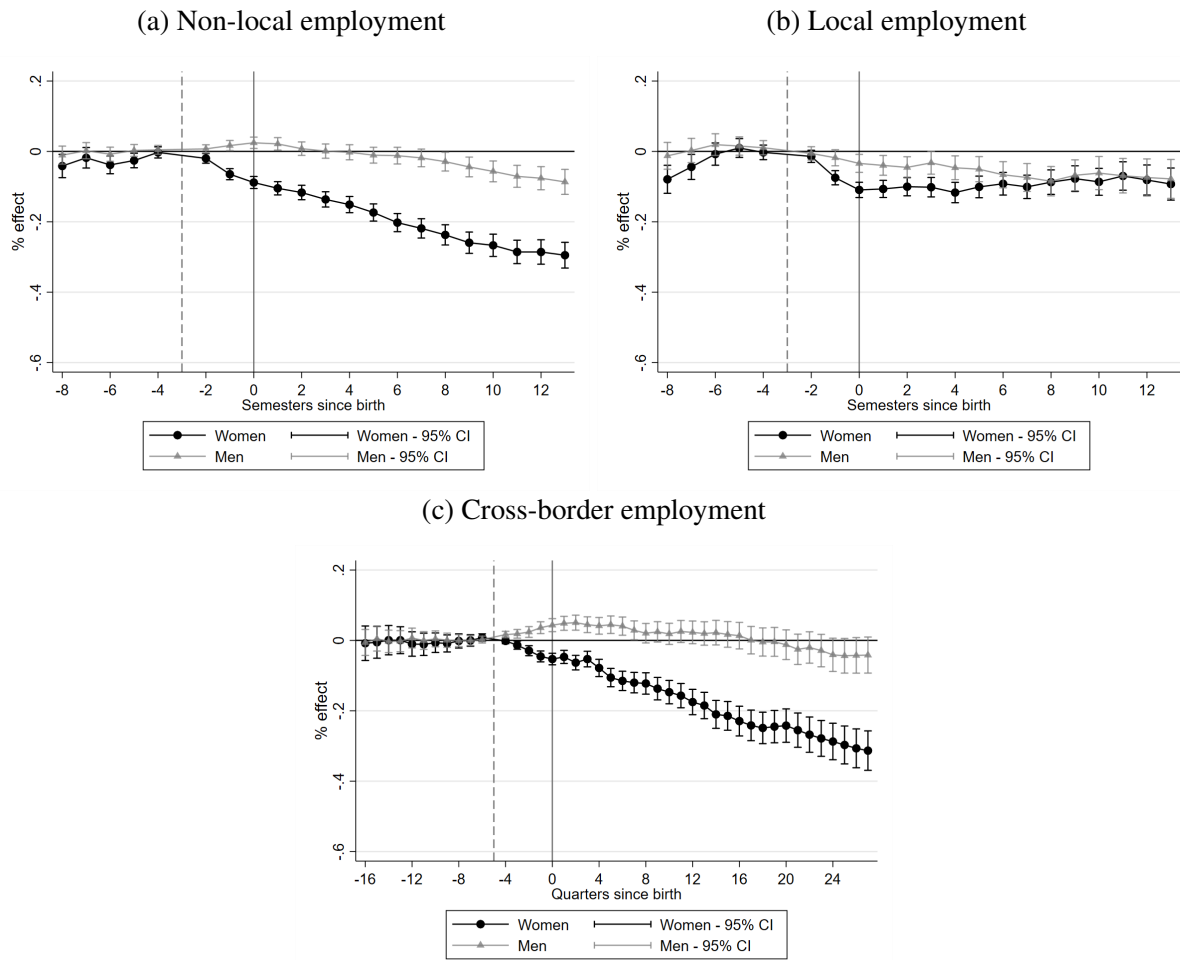 (a) Non-local employment
.2
0
-.2
-.4
-.6
% effect
-8 -6 -4 -2 0 2 4 6 8 10 12
Semesters since birth
Women Women - 95% CI
Men Men - 95% CI
(b) Local employment
.2
0
-.2
-.4
-.6
% effect
-8 -6 -4 -2 0 2 4 6 8 10 12
Semesters since birth
Women Women - 95% CI
Men Men - 95% CI
(c) Cross-border employment
.2
0
-.2
-.4
-.6
% effect
-16 -12 -8 -4 0 4 8 12 16 20 24
Quarters since birth
Women Women - 95% CI
Men Men - 95% CI